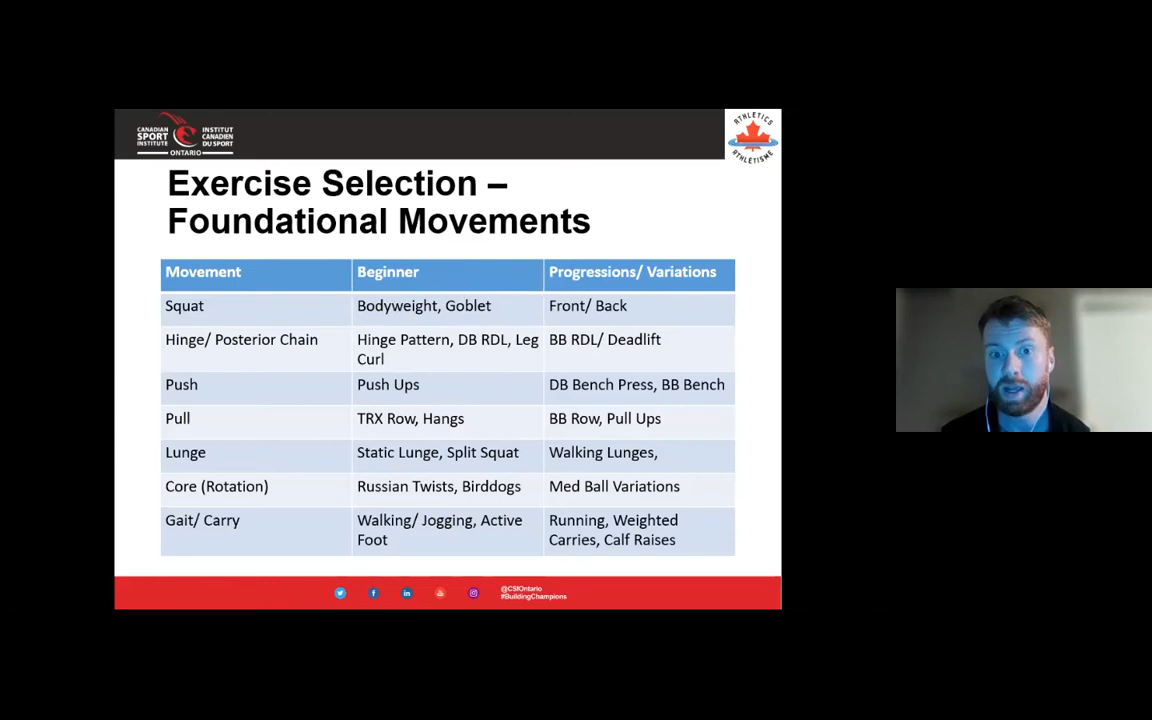 CANADIAN
SPORT
INSTITUTE
INSTITUT
CANADIEN
DU SPORT
ONTARIO
ATHLETICS
ATHLÉTISME
Exercise Selection –
Foundational Movements
Movement Beginner Progressions/ Variations
Squat Bodyweight, Goblet Front/ Back
Hinge/ Posterior Chain Hinge Pattern, DB RDL, Leg BB RDL/ Deadlift
Curl
Push Push Ups DB Bench Press, BB Bench
Pull TRX Row, Hangs BB Row, Pull Ups
Lunge Static Lunge, Split Squat Walking Lunges,
Core (Rotation) Russian Twists, Birddogs Med Ball Variations
Gait/ Carry Walking/ Jogging, Active Running, Weighted
Foot Carries, Calf Raises
@CSIOntario
#BuildingChampions